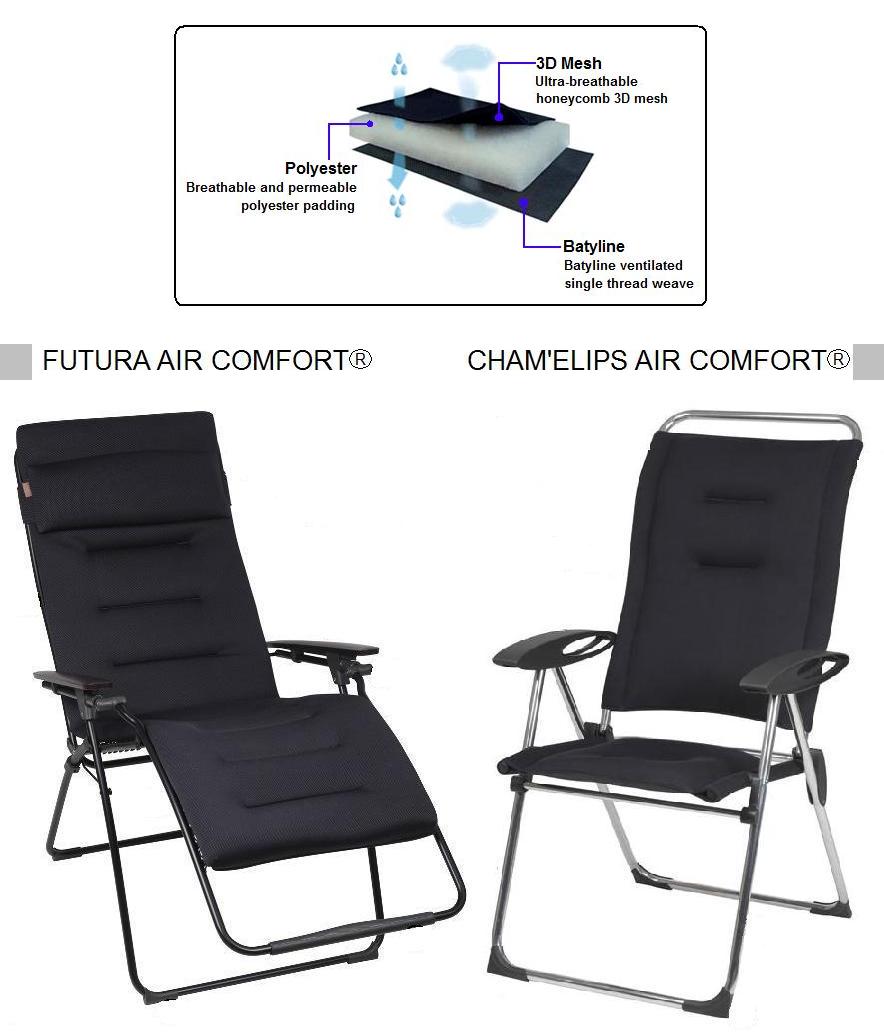 3D Mesh
Ultra-breathable
honeycomb 3D mesh
Polyester
Breathable and permeable
polyester padding
Batyline
Batyline ventilated
single thread weave
FUTURA AIR COMFORT®
CHAM'ELIPS AIR COMFORT®